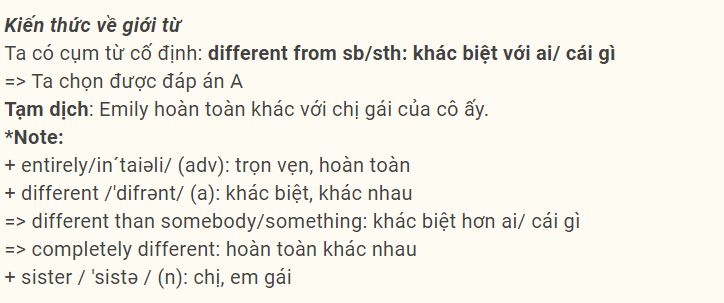 Kiến thức về giới từ
Ta có cụm từ cố định: different from sb/sth: khác biệt với ai/ cái gì
=> Ta chọn được đáp án A
Tạm dịch: Emily hoàn toàn khác với chị gái của cô ấy.
*Note:
+ entirely/in´taiəli/ (adv): trọn vẹn, hoàn toàn
+ different /'difrənt/ (a): khác biệt, khác nhau
=> different than somebody/something: khác biệt hơn ai/ cái gì
=> completely different: hoàn toàn khác nhau
+ sister / 'sistə / (n): chị, em gái